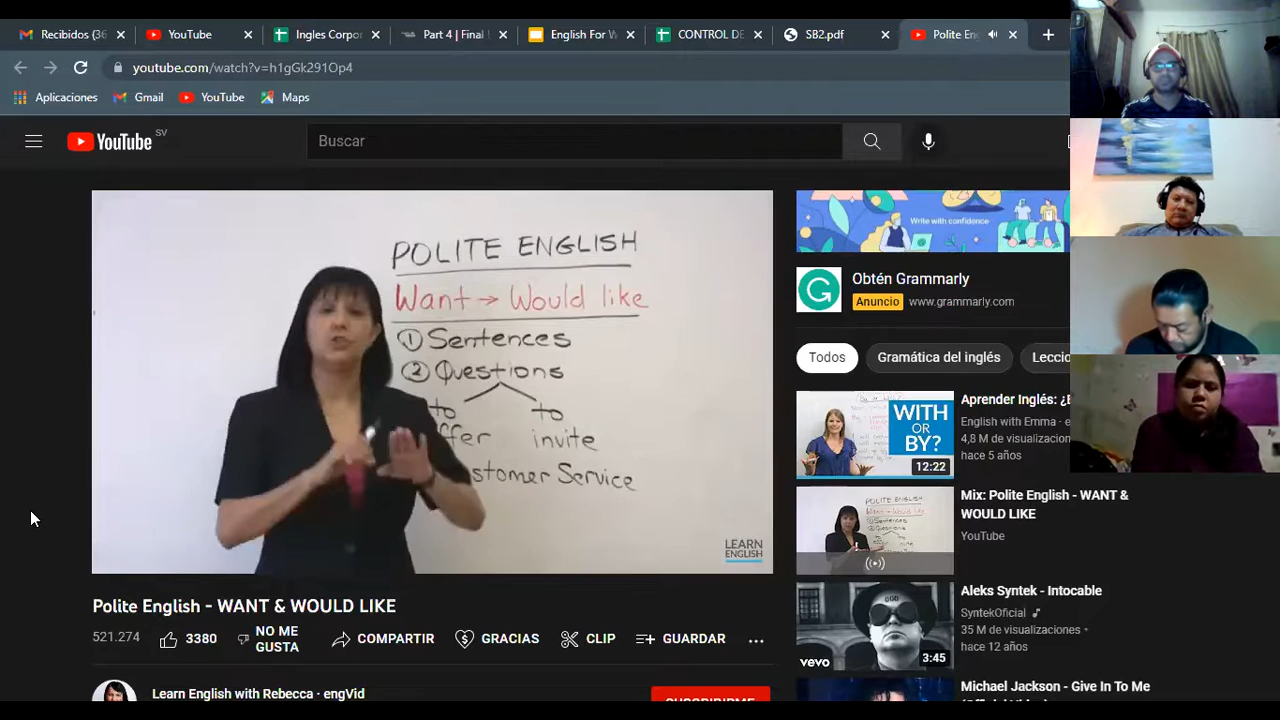 Recibidos (36
YouTube
Ingles Corpor
Part 4 | Final
English For W
CONTROL DE
SB2.pdf
Polite En
youtube.com/watch?v=h1gGk291Op4
Aplicaciones
Gmail
YouTube
Maps
YouTube SV
Buscar
POLITE ENGLISH
Want → Would like
① Sentences
② Questions
to to
ffer invite
stomer Service
LEARN
ENGLISH
Polite English - WANT & WOULD LIKE
521.274
3380
NO ME
GUSTA
COMPARTIR
GRACIAS
CLIP
GUARDAR
Learn English with Rebecca · engVid
SUSCRIBIRME
Write with confidence
Obtén Grammarly
Anuncio www.grammarly.com
Todos
Gramática del inglés
Lecci
WITH
OR
BY?
12:22
Aprender Inglés: ¿
English with Emma · e
4,8 M de visualizacion
hace 5 años
POLITE ENGLISH
Want → Would like
Mix: Polite English - WANT &
WOULD LIKE
YouTube
vevo
3:45
Aleks Syntek - Intocable
SyntekOficial
35 M de visualizaciones ·
hace 12 años
Michael Jackson - Give In To Me